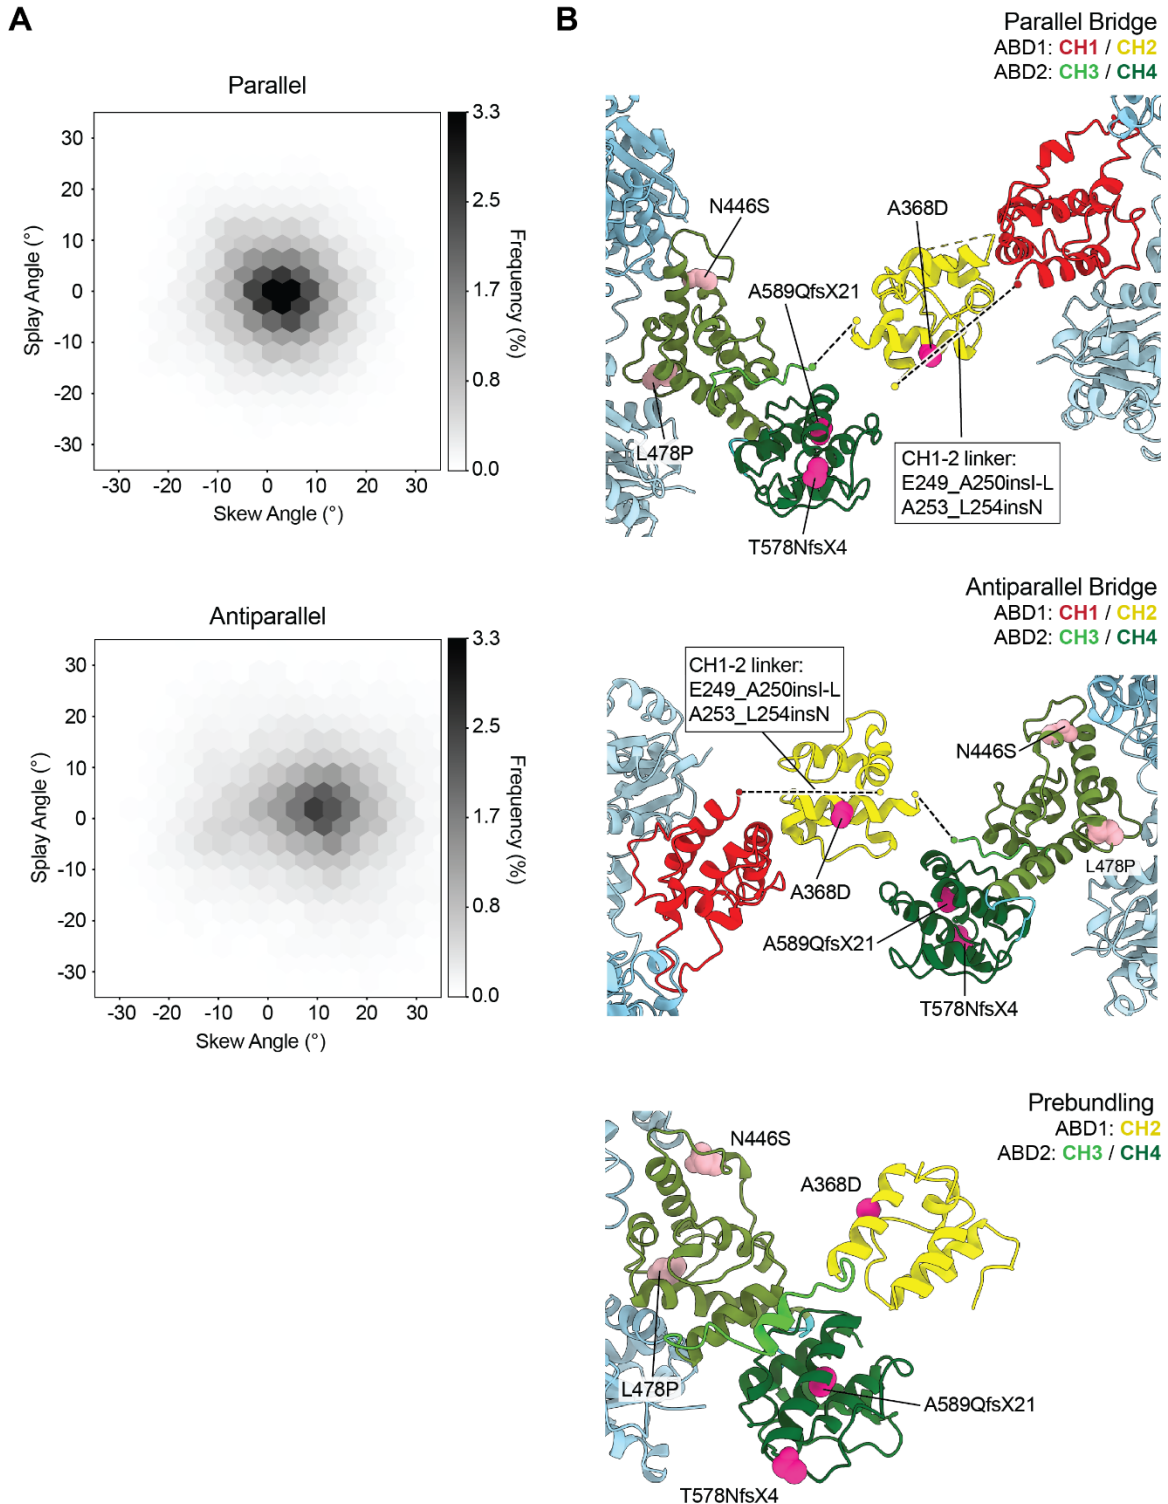 A
Parallel
Splay Angle (°)
30
20
10
0
-10
-20
-30
-30
-20
-10
0
10
20
30
Skew Angle (°)
3.3
2.5
1.7
0.8
0.0
Frequency (%)
Antiparallel
Splay Angle (°)
30
20
10
0
-10
-20
-30
-30
-20
-10
0
10
20
30
Skew Angle (°)
3.3
2.5
1.7
0.8
0.0
Frequency (%)
B
Parallel Bridge
ABD1: CH1 / CH2
ABD2: CH3 / CH4
N446S
A368D
A589QfsX21
L478P
CH1-2 linker:
E249_A250insI-L
A253_L254insN
T578NfsX4
Antiparallel Bridge
ABD1: CH1 / CH2
ABD2: CH3 / CH4
CH1-2 linker:
E249_A250insI-L
A253_L254insN
N446S
L478P
A368D
A589QfsX21
T578NfsX4
Prebundling
ABD1: CH2
ABD2: CH3 / CH4
N446S
A368D
L478P
A589QfsX21
T578NfsX4